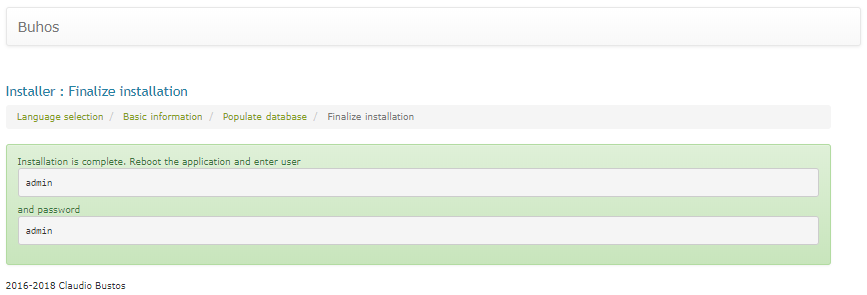 Buhos
Installer : Finalize installation
Language selection / Basic information / Populate database / Finalize installation
Installation is complete. Reboot the application and enter user
admin
and password
admin
2016-2018 Claudio Bustos